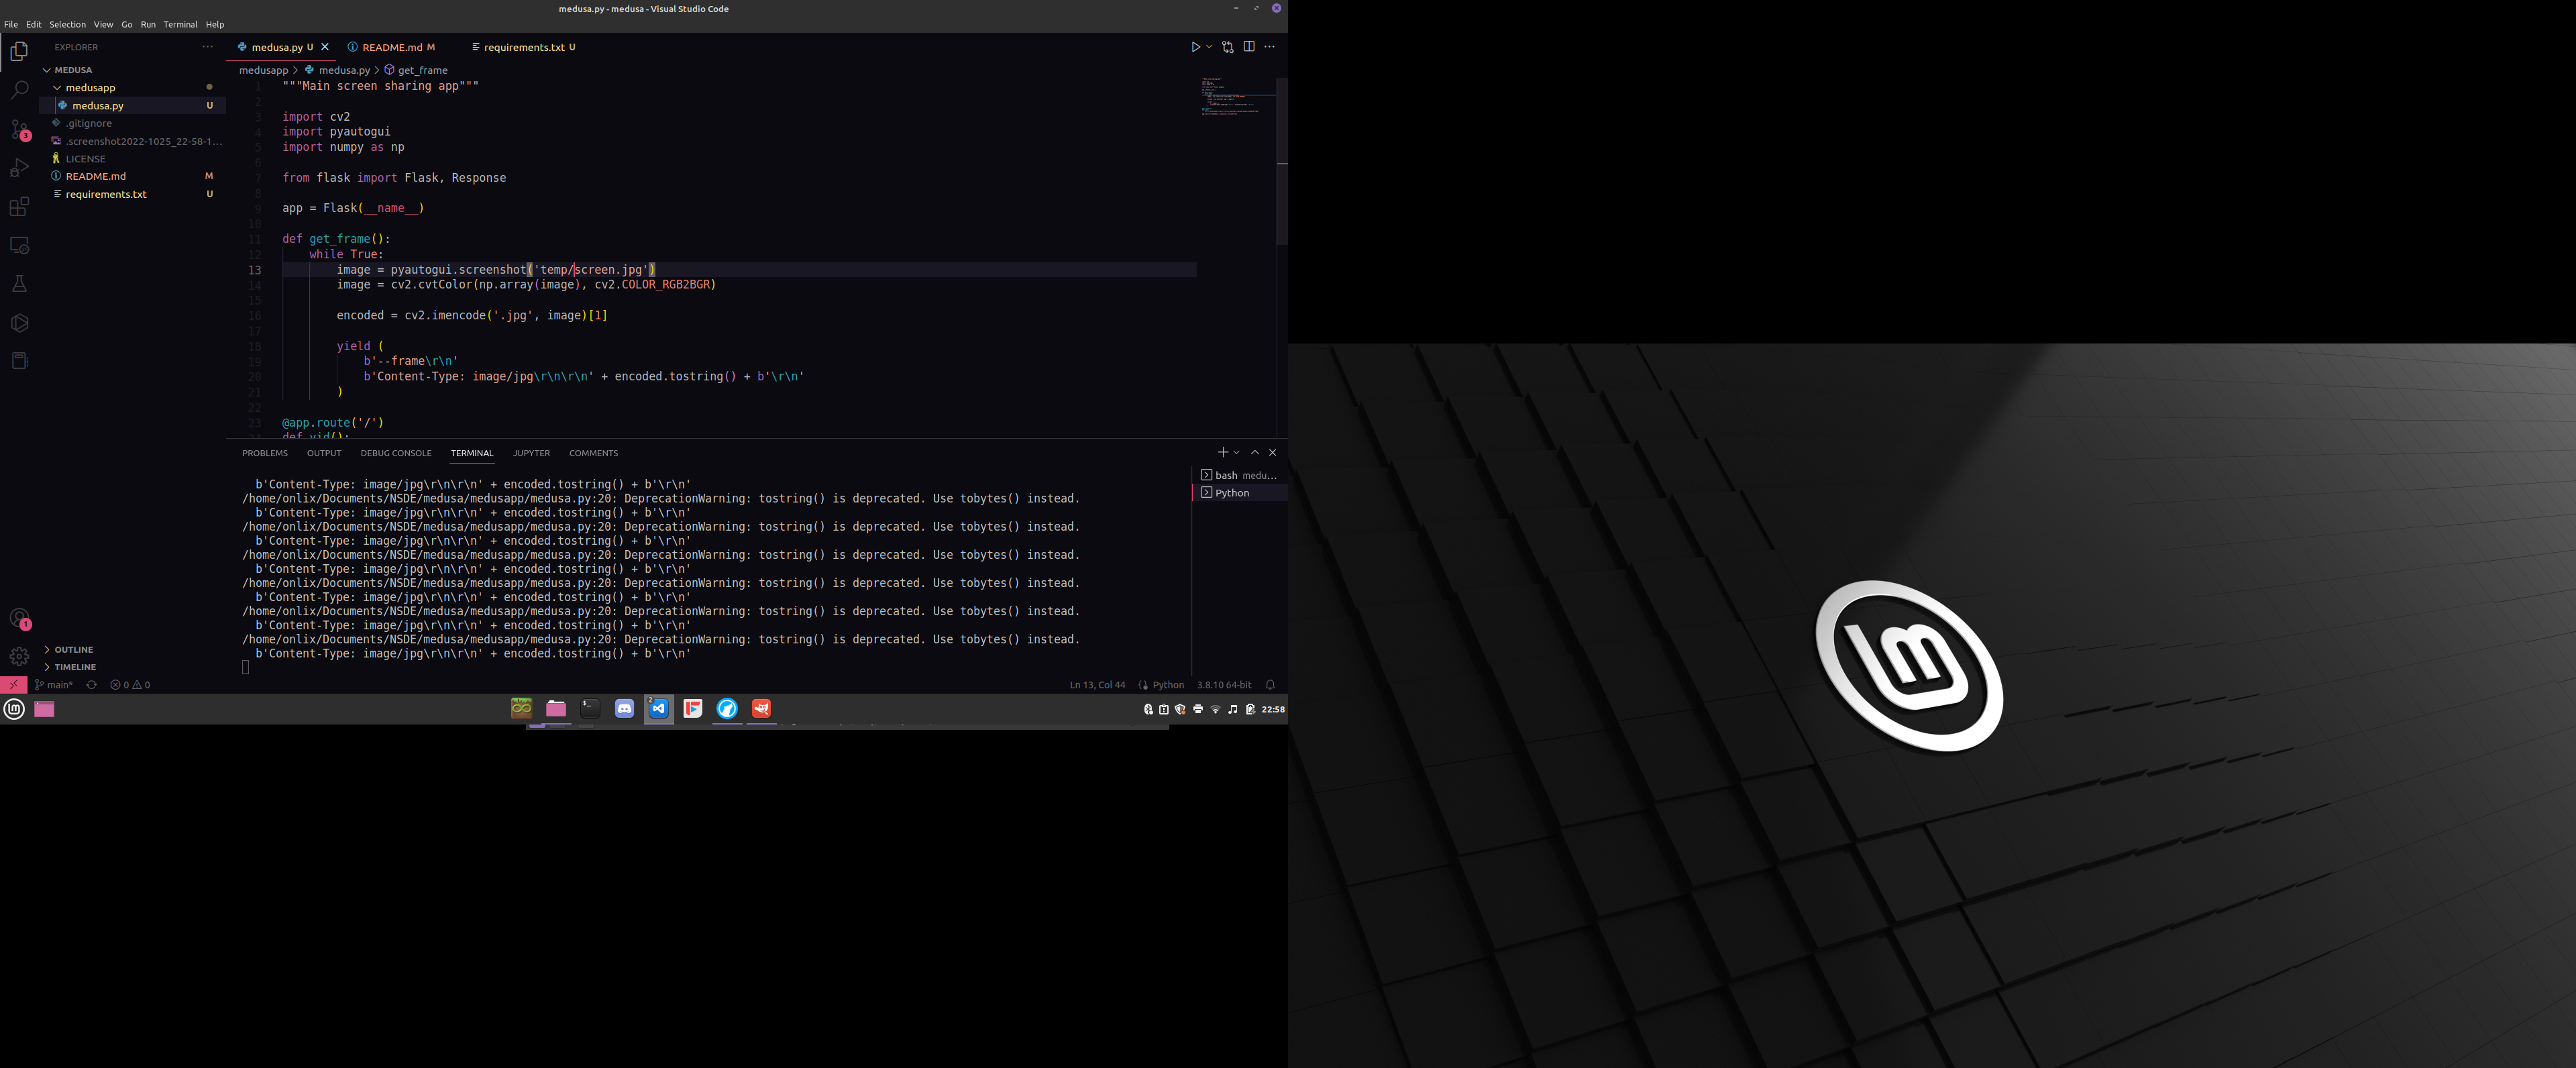 medusa.py - medusa - Visual Studio Code
File Edit Selection View Go Run Terminal Help
EXPLORER
medusa.py U
README.md M
requirements.txt U
MEDUSA
medusapp
medusa.py U
.gitignore
.screenshot2022-1025_22-58-1...
LICENSE
README.md M
requirements.txt U
3
medusapp > medusa.py > get_frame
1 """Main screen sharing app"""
2
3 import cv2
4 import pyautogui
5 import numpy as np
6
7 from flask import Flask, Response
8
9 app = Flask(__name__)
10
11 def get_frame():
12 while True:
13 image = pyautogui.screenshot('temp/screen.jpg')
14 image = cv2.cvtColor(np.array(image), cv2.COLOR_RGB2BGR)
15
16 encoded = cv2.imencode('.jpg', image)[1]
17
18 yield (
19 b'--frame\r\n'
20 b'Content-Type: image/jpg\r\n\r\n' + encoded.tostring() + b'\r\n'
21 )
22
23 @app.route('/')
24 def vid():
PROBLEMS OUTPUT DEBUG CONSOLE TERMINAL JUPYTER COMMENTS
b'Content-Type: image/jpg\r\n\r\n' + encoded.tostring() + b'\r\n'
/home/onlix/Documents/NSDE/medusa/medusapp/medusa.py:20: DeprecationWarning: tostring() is deprecated. Use tobytes() instead.
b'Content-Type: image/jpg\r\n\r\n' + encoded.tostring() + b'\r\n'
/home/onlix/Documents/NSDE/medusa/medusapp/medusa.py:20: DeprecationWarning: tostring() is deprecated. Use tobytes() instead.
b'Content-Type: image/jpg\r\n\r\n' + encoded.tostring() + b'\r\n'
/home/onlix/Documents/NSDE/medusa/medusapp/medusa.py:20: DeprecationWarning: tostring() is deprecated. Use tobytes() instead.
b'Content-Type: image/jpg\r\n\r\n' + encoded.tostring() + b'\r\n'
/home/onlix/Documents/NSDE/medusa/medusapp/medusa.py:20: DeprecationWarning: tostring() is deprecated. Use tobytes() instead.
b'Content-Type: image/jpg\r\n\r\n' + encoded.tostring() + b'\r\n'
/home/onlix/Documents/NSDE/medusa/medusapp/medusa.py:20: DeprecationWarning: tostring() is deprecated. Use tobytes() instead.
b'Content-Type: image/jpg\r\n\r\n' + encoded.tostring() + b'\r\n'
/home/onlix/Documents/NSDE/medusa/medusapp/medusa.py:20: DeprecationWarning: tostring() is deprecated. Use tobytes() instead.
b'Content-Type: image/jpg\r\n\r\n' + encoded.tostring() + b'\r\n'
bash medu...
Python
1
OUTLINE
TIMELINE
main* 0 0
Ln 13, Col 44 Python 3.8.10 64-bit
2
22:58